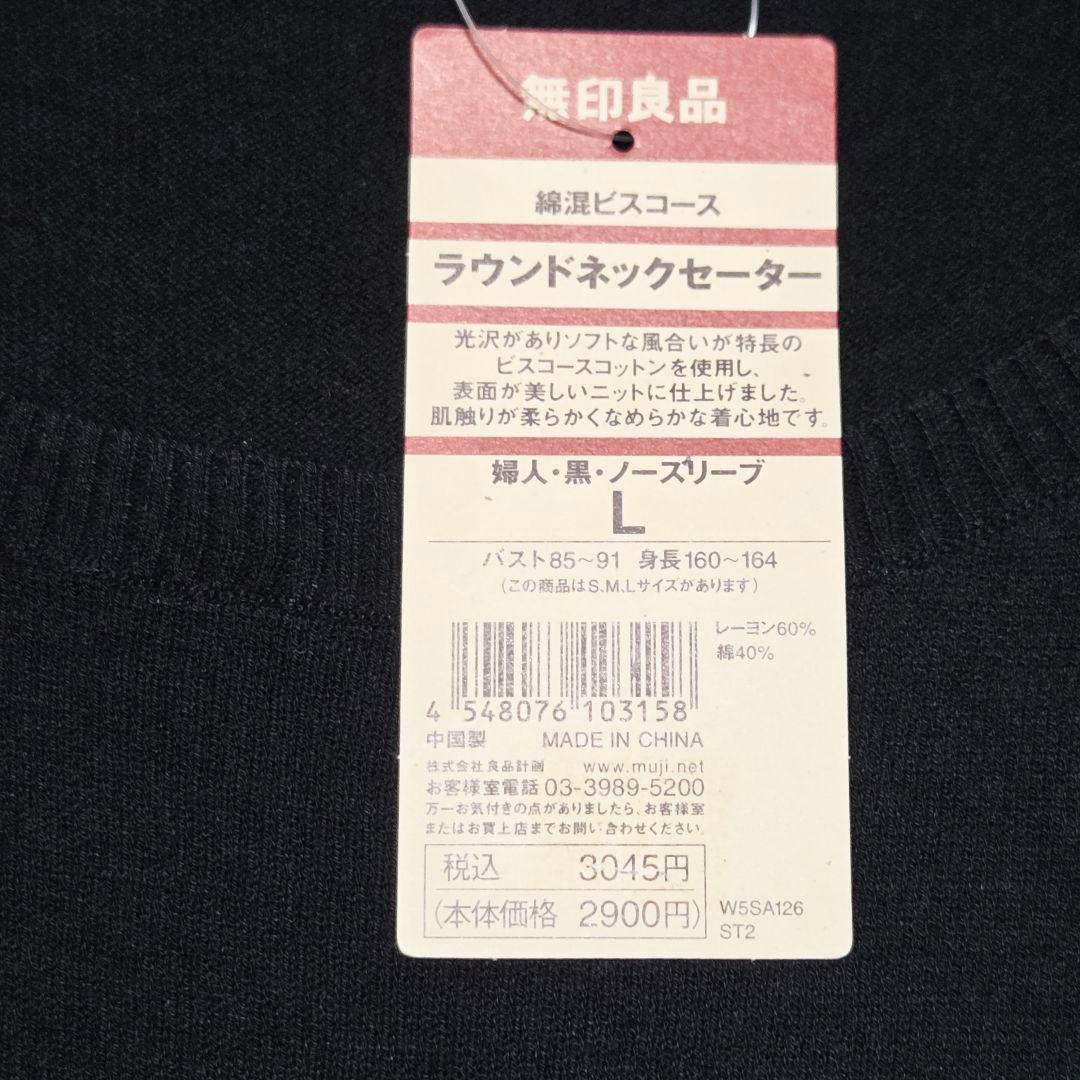 無印良品
綿混ビスコース
ラウンドネックセーター
光沢がありソフトな風合いが特長の
ビスコースコットンを使用し、
表面が美しいニットに仕上げました。
肌触りが柔らかくなめらかな着心地です。
婦人・黒・ノースリーブ
L
バスト85〜91 身長160〜164
(この商品はS、M、Lサイズがあります)
レーヨン60%
綿40%
4 548076 103158
中国製 MADE IN CHINA
株式会社良品計画 www.muji.net
お客様室電話 03-3989-5200
万一お気付きの点がありましたら、お客様室
またはお買上店までお問い合わせください。
税込 3045円
(本体価格 2900円)
W5SA126
ST2